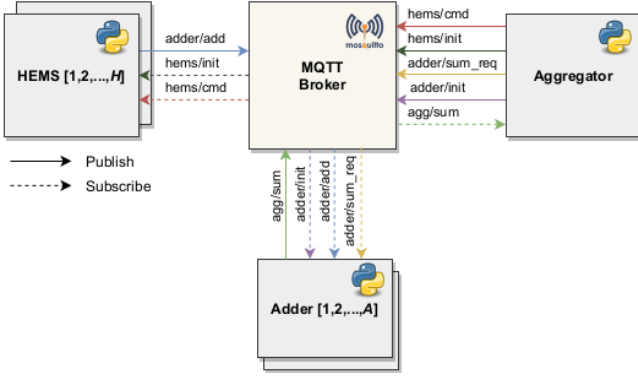 HEMS [1,2,...,H]
adder/add
hems/init
hems/cmd
mosquitto
MQTT
Broker
hems/cmd
hems/init
adder/sum_req
adder/init
agg/sum
Aggregator
Publish
Subscribe
agg/sum
adder/init
adder/add
adder/sum_req
Adder [1,2,...,A]